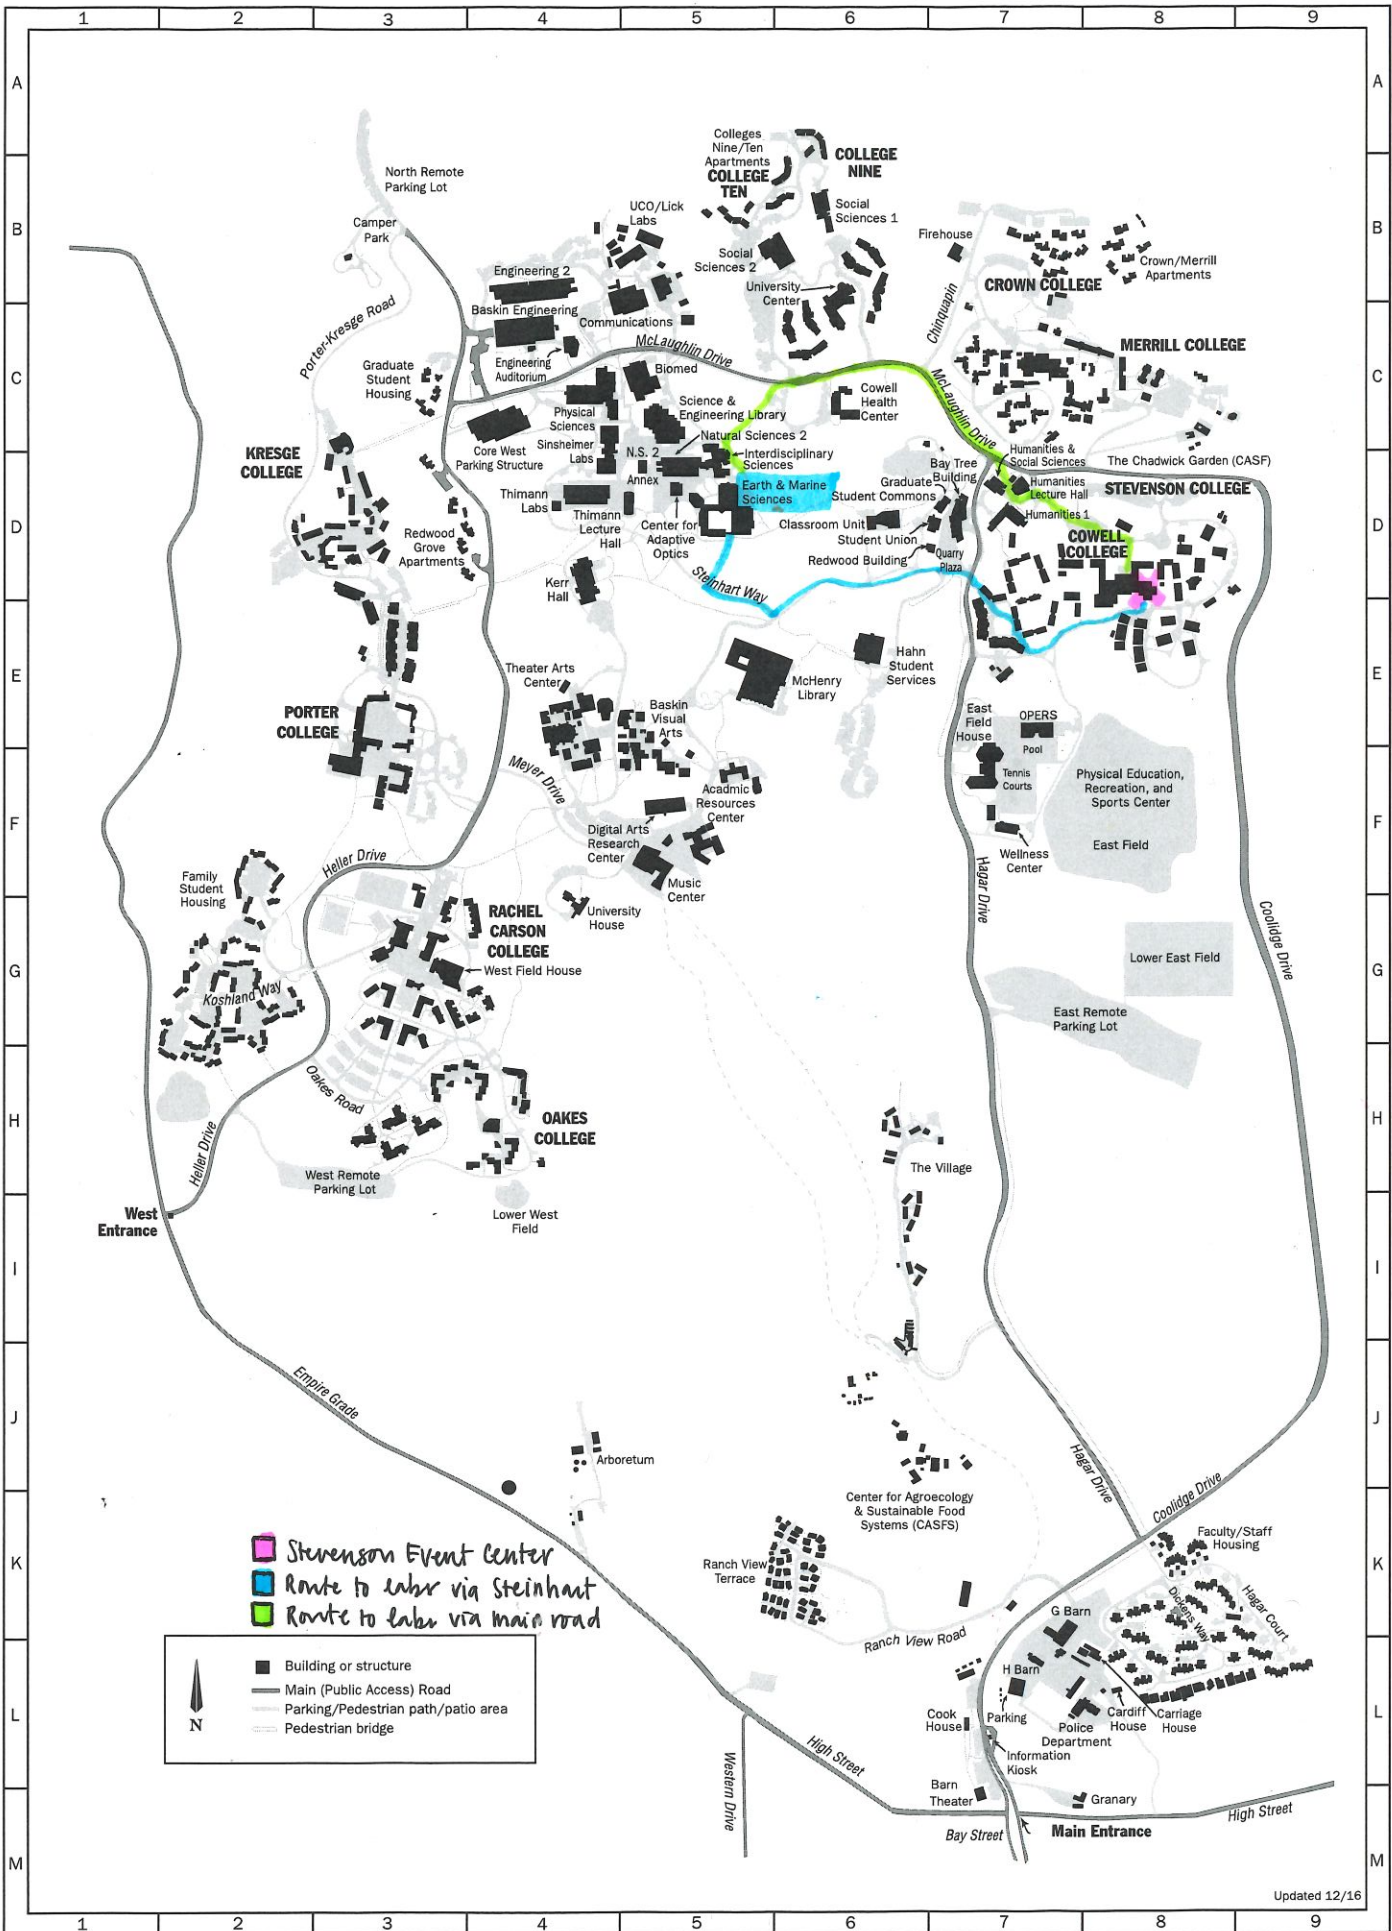 1 2 3 4 5 6 7 8 9
A
A
Colleges
Nine/Ten
Apartments
COLLEGE
TEN
COLLEGE
NINE
North Remote
Parking Lot
Camper
Park
UCO/Lick
Labs
Social
Sciences 1
B
B
Firehouse
Social
Sciences 2
Crown/Merrill
Apartments
Engineering 2
University
Center
CROWN COLLEGE
Chinquapin
Porter-Kresge Road
Baskin Engineering
Communications
McLaughlin Drive
MERRILL COLLEGE
Engineering
Auditorium
Graduate
Student
Housing
Biomed
C
C
McLaughlin Drive
Cowell
Health
Center
Science &
Engineering Library
Physical
Sciences
Natural Sciences 2
Core West
Parking Structure
Sinsheimer
Labs
N.S. 2
Annex
Interdisciplinary
Sciences
Humanities &
Social Sciences
KRESGE
COLLEGE
Bay Tree
Building
The Chadwick Garden (CASF)
Graduate
Student Commons
Humanities
Lecture Hall
STEVENSON COLLEGE
Earth & Marine
Sciences
Thimann
Labs
Thimann
Lecture
Hall
Center for
Adaptive
Optics
Classroom Unit
Student Union
Humanities 1
D
D
Redwood
Grove
Apartments
COWELL
COLLEGE
Redwood Building
Quarry
Plaza
Kerr
Hall
Steinhart Way
Hahn
Student
Services
E
E
Theater Arts
Center
McHenry
Library
PORTER
COLLEGE
Baskin
Visual
Arts
East
Field
House
OPERS
Pool
Tennis
Courts
Physical Education,
Recreation, and
Sports Center
East Field
Meyer Drive
Acadmic
Resources
Center
F
F
Digital Arts
Research
Center
Wellness
Center
Heller Drive
Family
Student
Housing
Music
Center
Hagar Drive
University
House
RACHEL
CARSON
COLLEGE
Coolidge Drive
G
G
West Field House
Lower East Field
Koshland Way
East Remote
Parking Lot
Oakes Road
H
H
OAKES
COLLEGE
Heller Drive
The Village
West Remote
Parking Lot
West
Entrance
Lower West
Field
I
I
Empire Grade
J
J
Arboretum
Hagar Drive
Coolidge Drive
Center for Agroecology
& Sustainable Food
Systems (CASFS)
Faculty/Staff
Housing
K
K
Stevenson Event Center
Route to labs via Steinhart
Route to labs via main road
Ranch View
Terrace
Dickens Way
Hagar Court
G Barn
Ranch View Road
Building or structure
Main (Public Access) Road
Parking/Pedestrian path/patio area
Pedestrian bridge
N
H Barn
L
L
Cook
House
Parking
Police
Department
Cardiff
House
Carriage
House
Information
Kiosk
Western Drive
High Street
Barn
Theater
Granary
High Street
Bay Street
Main Entrance
M
M
Updated 12/16
1 2 3 4 5 6 7 8 9